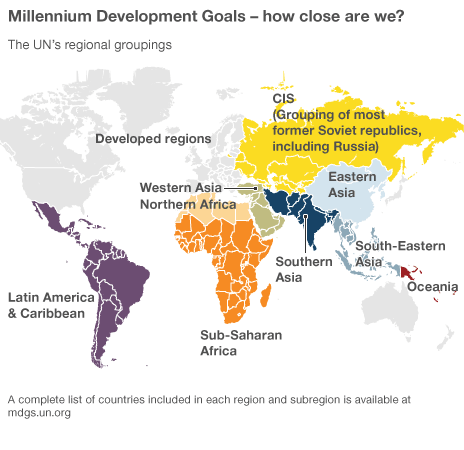 Millennium Development Goals – how close are we?
The UN's regional groupings
CIS
(Grouping of most
former Soviet republics,
including Russia)
Developed regions
Eastern
Asia
Western Asia
Northern Africa
South-Eastern
Asia
Southern
Asia
Oceania
Latin America
& Caribbean
Sub-Saharan
Africa
A complete list of countries included in each region and subregion is available at
mdgs.un.org